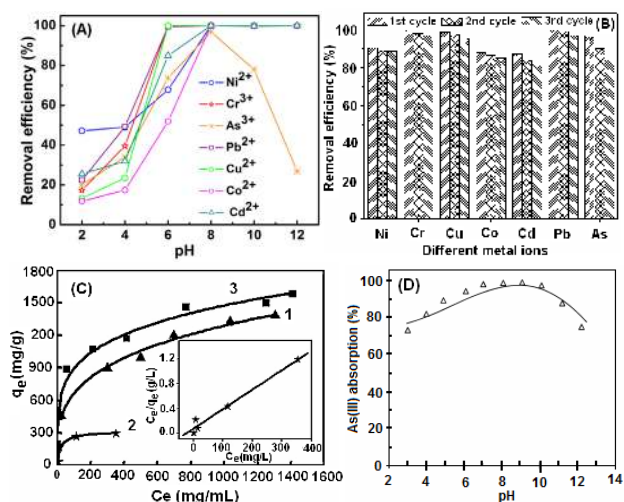 (A)
Removal efficiency (%)
100
80
60
40
20
0
Ni2+
Cr3+
As3+
Pb2+
Cu2+
Co2+
Cd2+
2 4 6 8 10 12
pH
(B)
1st cycle 2nd cycle 3rd cycle
Removal efficiency (%)
100
80
60
40
20
0
Ni Cr Cu Co Cd Pb As
Different metal ions
(C)
qe(mg/g)
1800
1500
1200
900
600
300
0
3
1
2
Ce/qe(g/L)
1.2
0.8
0.4
0.0
0 100 200 300 400
Ce(mg/L)
0 200 400 600 800 1000 1200 1400 1600
Ce (mg/mL)
(D)
As(III) absorption (%)
100
80
60
40
20
0
2 4 6 8 10 12 14
pH